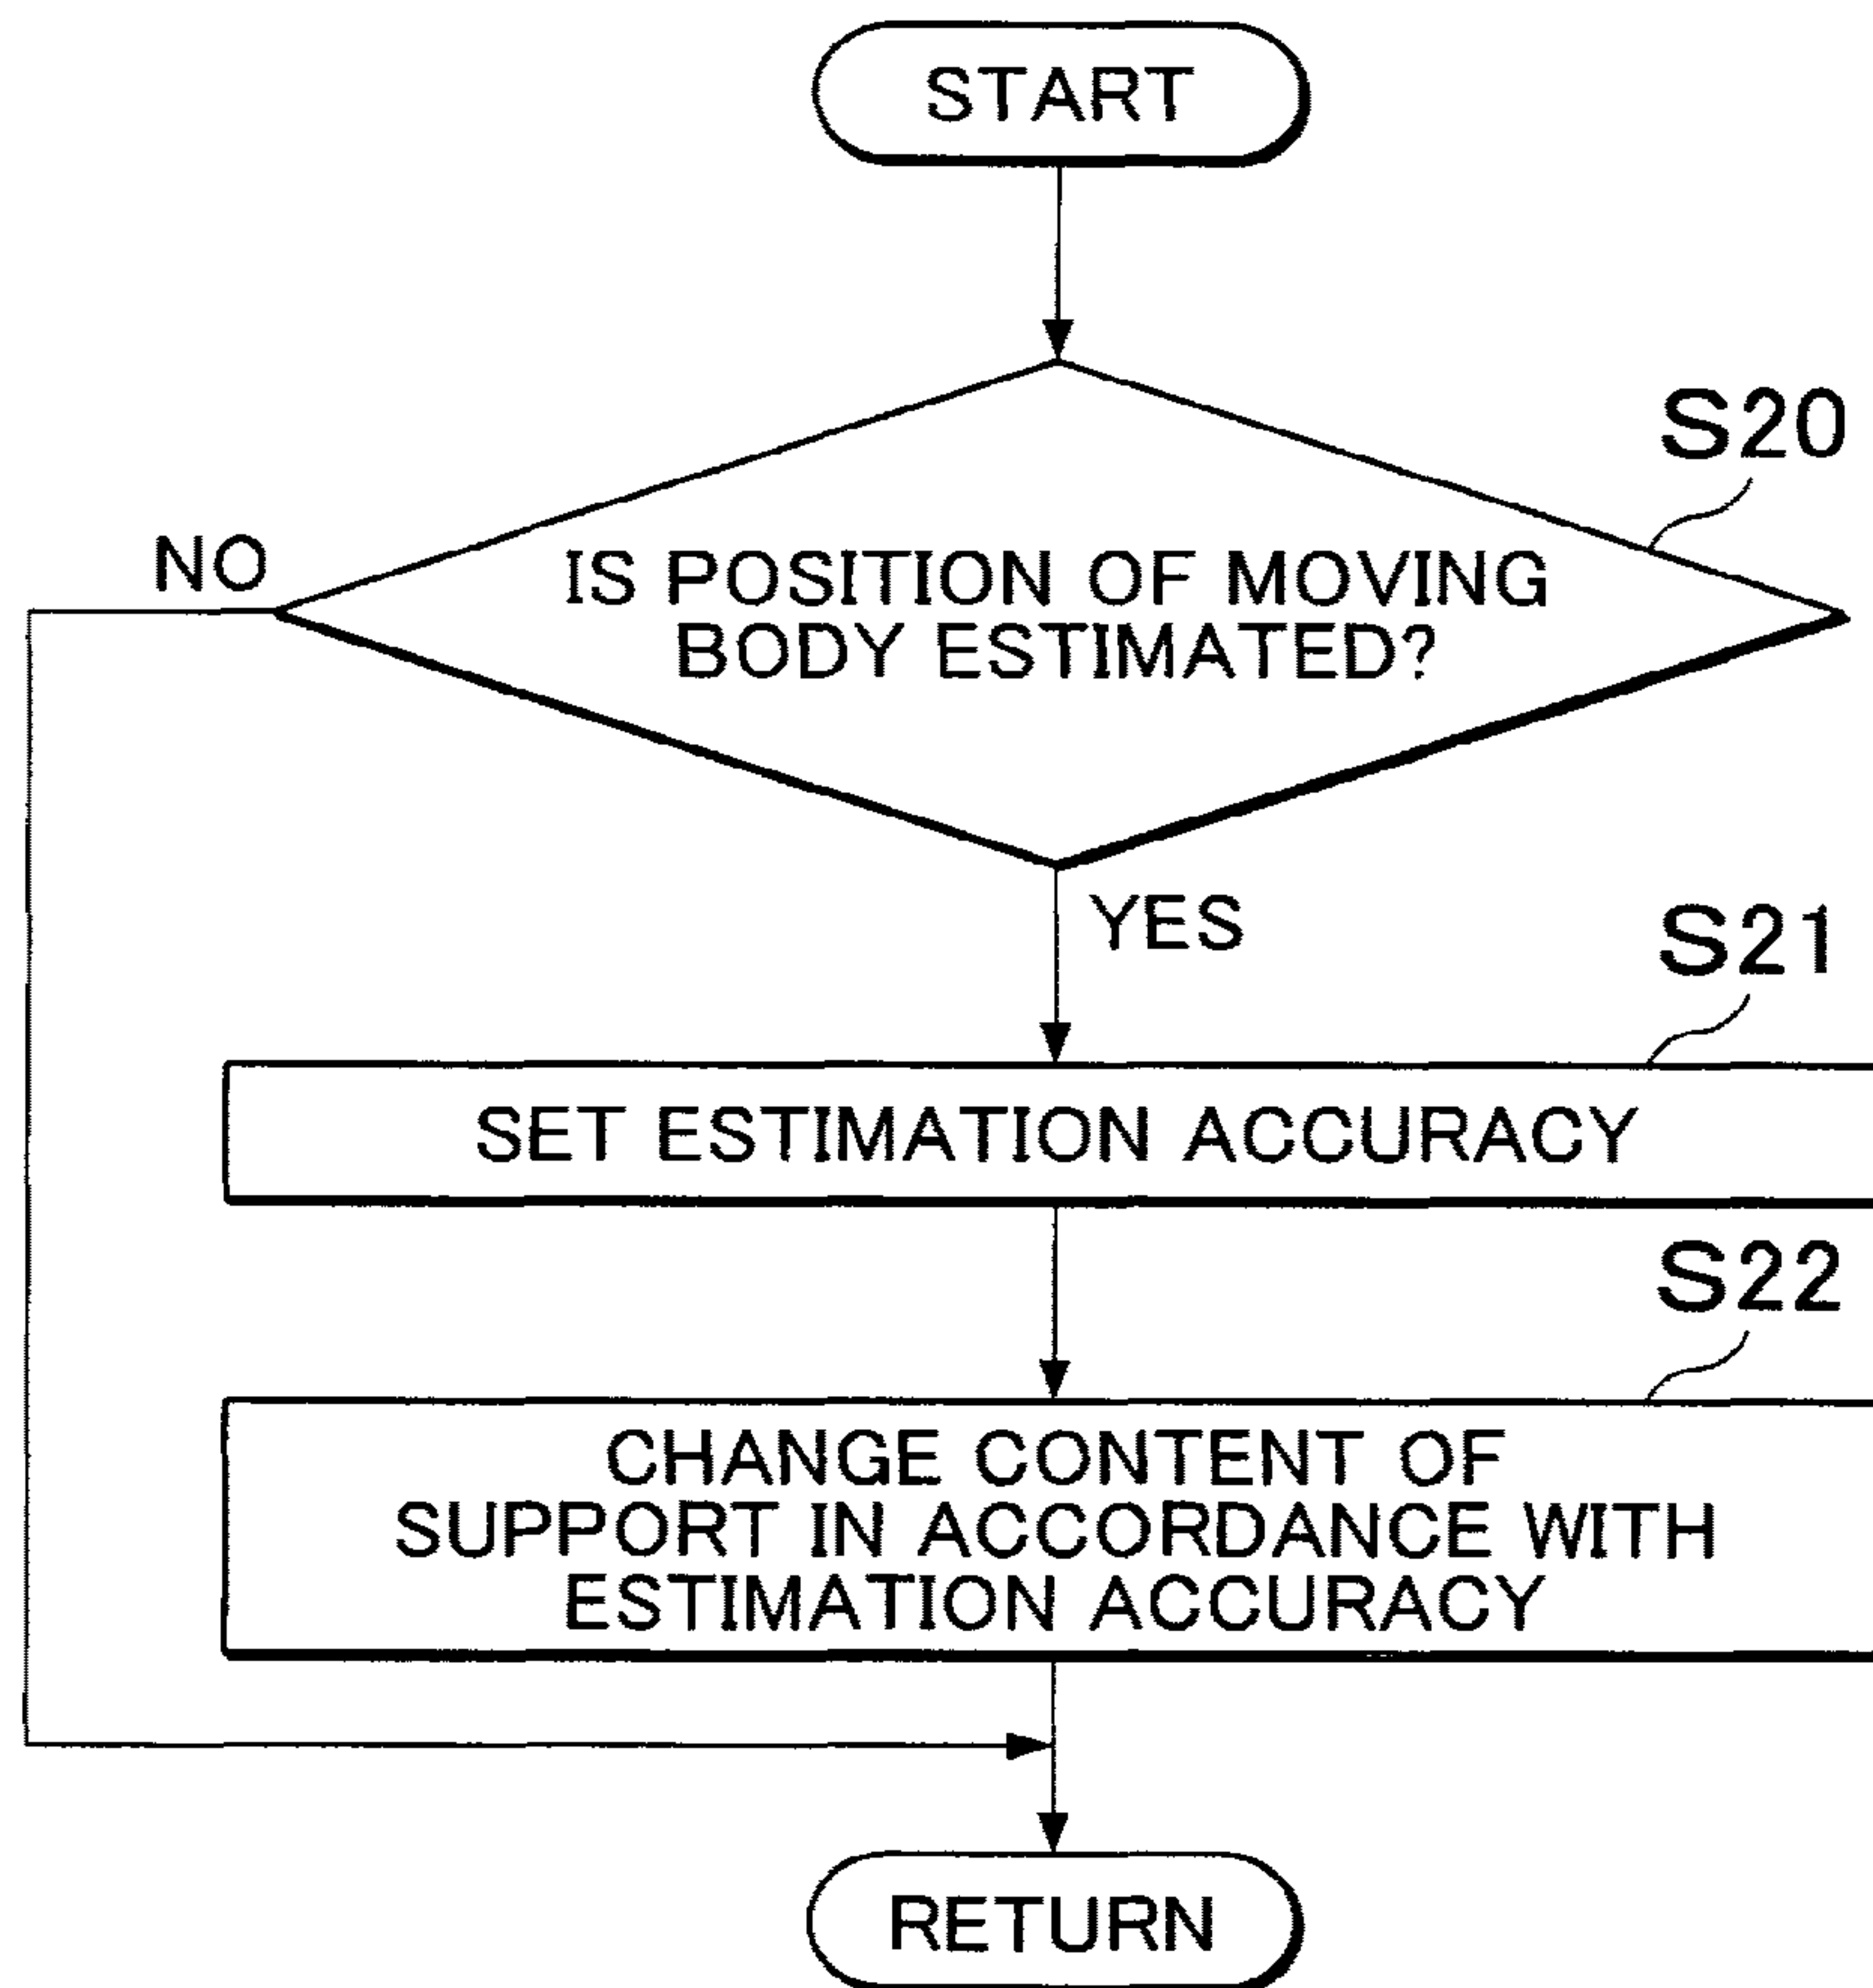 START
S20
NO
IS POSITION OF MOVING
BODY ESTIMATED?
YES
S21
SET ESTIMATION ACCURACY
S22
CHANGE CONTENT OF
SUPPORT IN ACCORDANCE WITH
ESTIMATION ACCURACY
RETURN